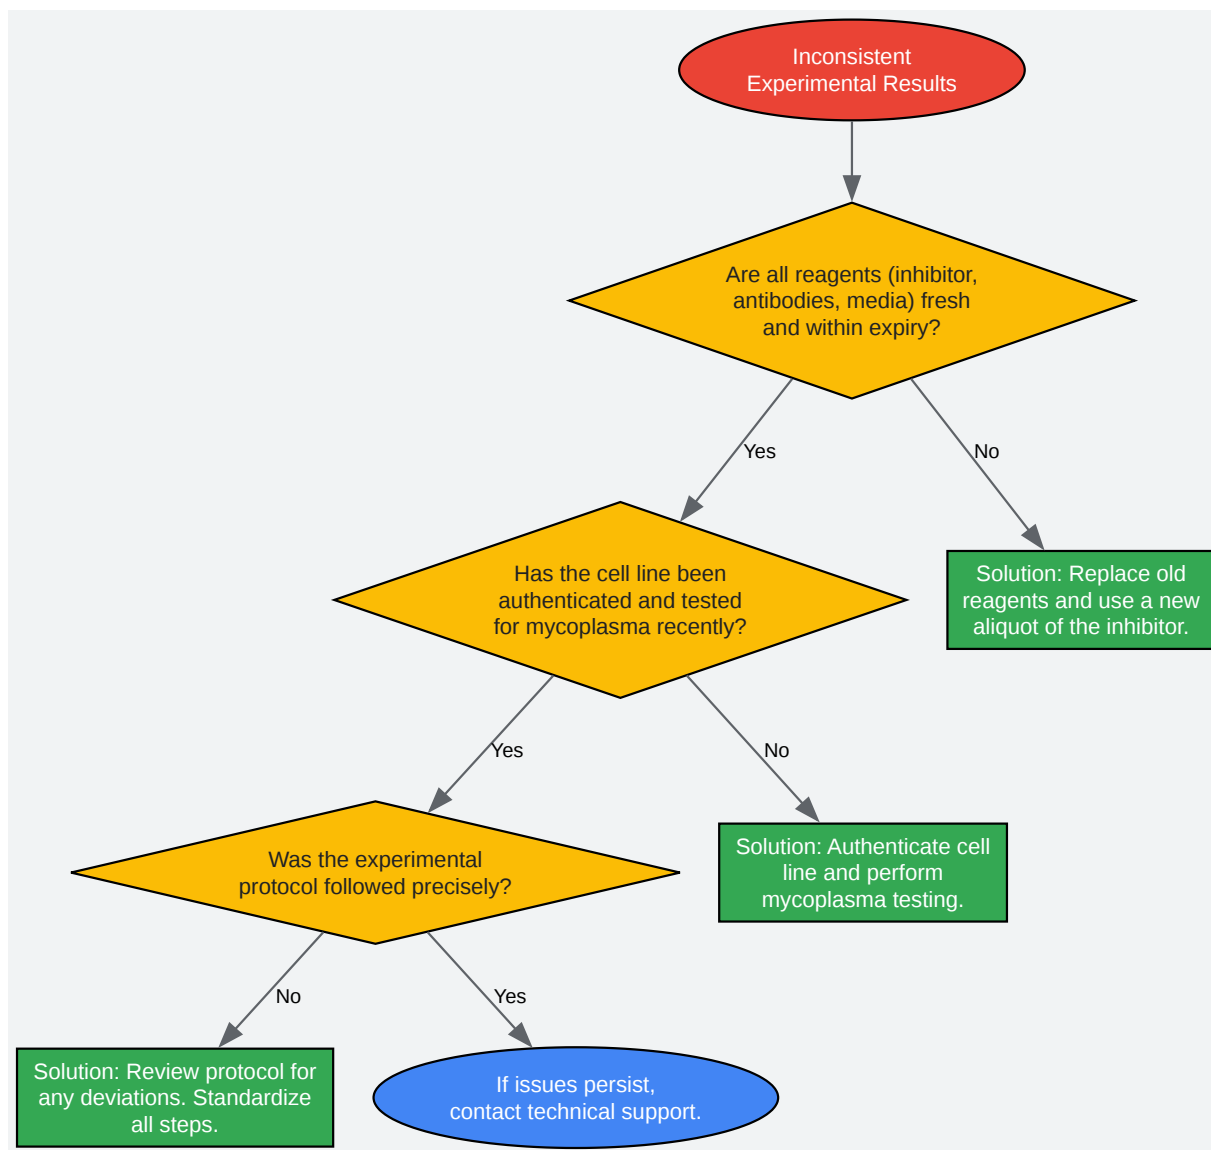 Inconsistent
Experimental Results
Are all reagents (inhibitor,
antibodies, media) fresh
and within expiry?
Yes
No
Has the cell line been
authenticated and tested
for mycoplasma recently?
Solution: Replace old
reagents and use a new
aliquot of the inhibitor.
Yes
No
Was the experimental
protocol followed precisely?
Solution: Authenticate cell
line and perform
mycoplasma testing.
No
Yes
Solution: Review protocol for
any deviations. Standardize
all steps.
If issues persist,
contact technical support.